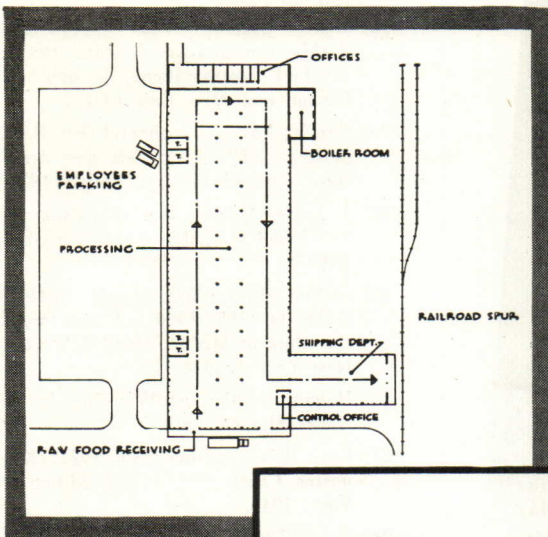 OFFICES
BOILER ROOM
EMPLOYEES
PARKING
PROCESSING
RAILROAD SPUR
SHIPPING DEPT.
CONTROL OFFICE
RAW FOOD RECEIVING